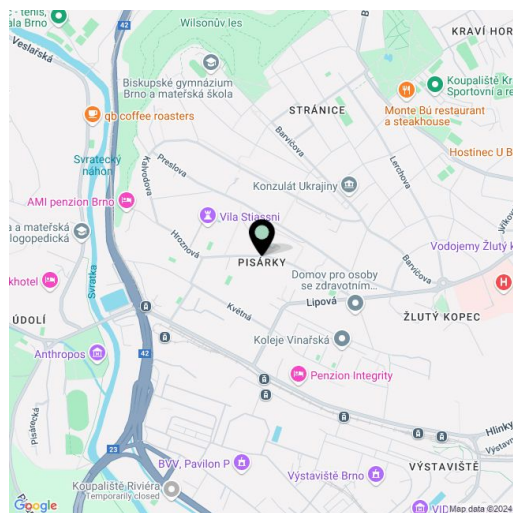 - tenis,
ala Brno
42
Veslařská
Wilsonův les
KRAVÍ HOR
Biskupské gymnázium
Brno a mateřská
škola
Koupaliště Kr
Sportovní a re
Monte Bú restaurant
a steakhouse
qb coffee roasters
STRÁNICE
Hostinec U B
Svratecký
náhon
Kalvodova
Preslova
Barvičova
Lerchova
Konzulát Ukrajiny
AMI penzion Brno
Vila Stiassni
a a mateřská
logopedická
Hroznová
PISÁRKY
Barvičova
Vodojemy Žlutý k
khotel
Svratka
Domov pro osoby
se zdravotním...
Lipová
H
ÚDOLÍ
Květná
ŽLUTÝ KOPEC
Koleje Vinařská
Anthropos
42
Penzion Integrity
Pisárecká
Hlinky
Výstavní
23
BVV, Pavilon P
Výstaviště Brno
VÝSTAVIŠTĚ
Koupaliště Riviéra
Temporarily closed
Google
VID
Map data ©2024